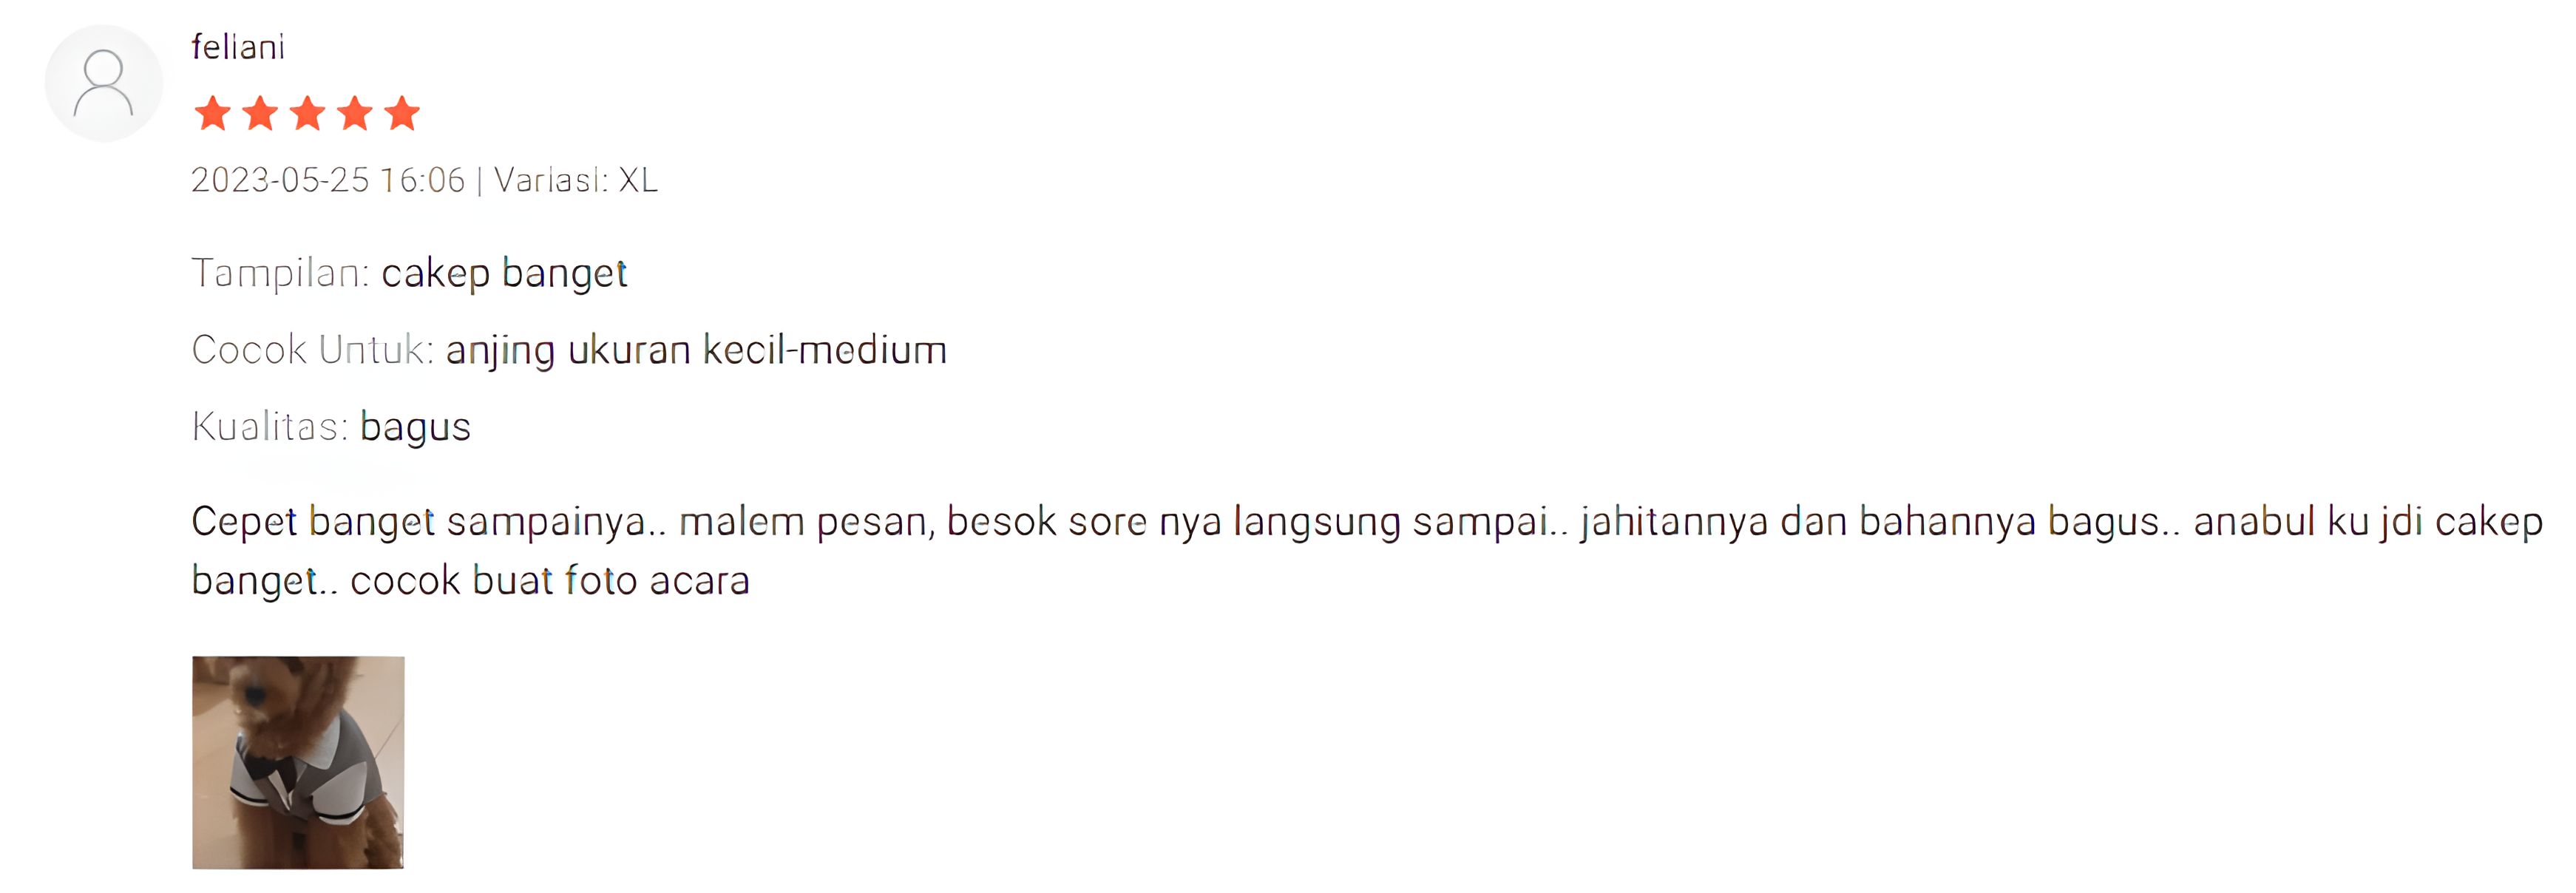 feliani
2023-05-25 16:06 | Variasi: XL
Tampilan: cakep banget
Cocok Untuk: anjing ukuran kecil-medium
Kualitas: bagus
Cepet banget sampainya.. malem pesan, besok sore nya langsung sampai.. jahitannya dan bahannya bagus.. anabul ku jdi cakep
banget.. cocok buat foto acara